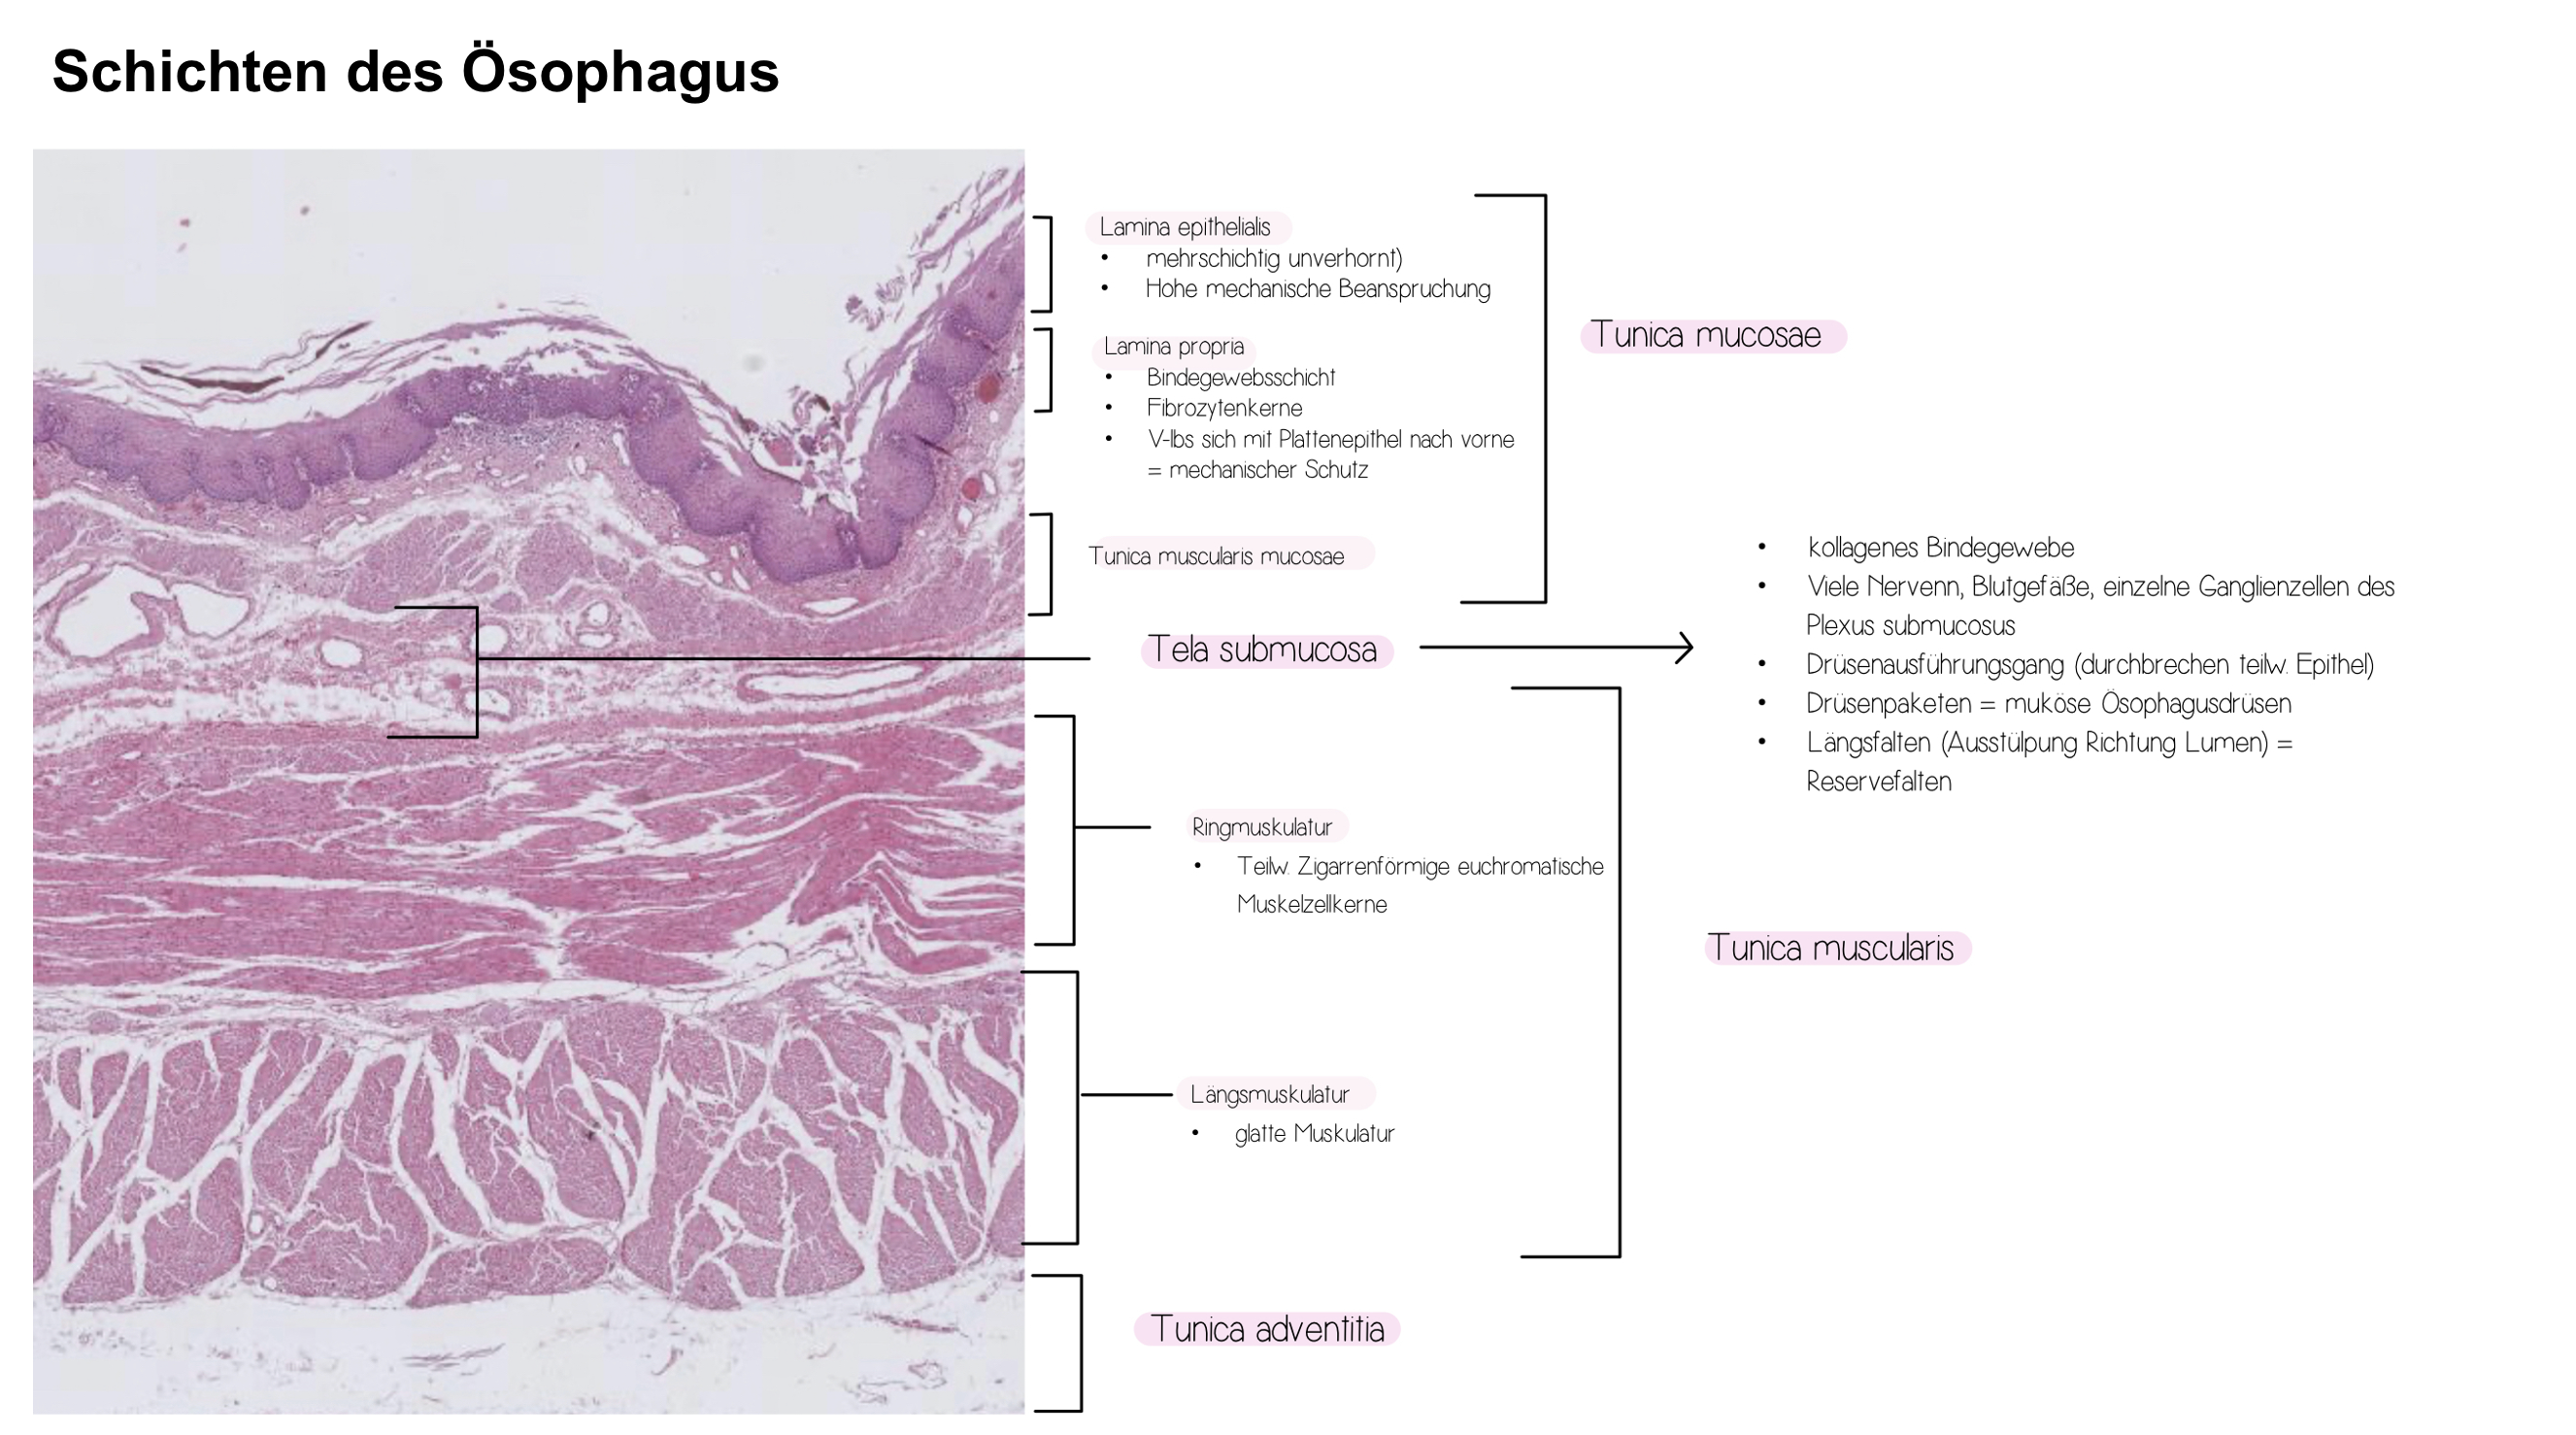 Schichten des Ösophagus
Lamina epithelialis
• mehrschichtig unverhornt)
• Hohe mechanische Beanspruchung
Lamina propria
• Bindegewebsschicht
• Fibrozytenkerne
• V-lbs sich mit Plattenepithel nach vorne
= mechanischer Schutz
Tunica muscularis mucosae
Tunica mucosae
Tela submucosa
• kollagenes Bindegewebe
• Viele Nervenn, Blutgefäße, einzelne Ganglienzellen des
Plexus submucosus
• Drüsenausführungsgang (durchbrechen teilw. Epithel)
• Drüsenpaketen = muköse Ösophagusdrüsen
• Längsfalten (Ausstülpung Richtung Lumen) =
Reservefalten
Ringmuskulatur
• Teilw. Zigarrenförmige euchromatische
Muskelzellkerne
Längsmuskulatur
• glatte Muskulatur
Tunica muscularis
Tunica adventitia